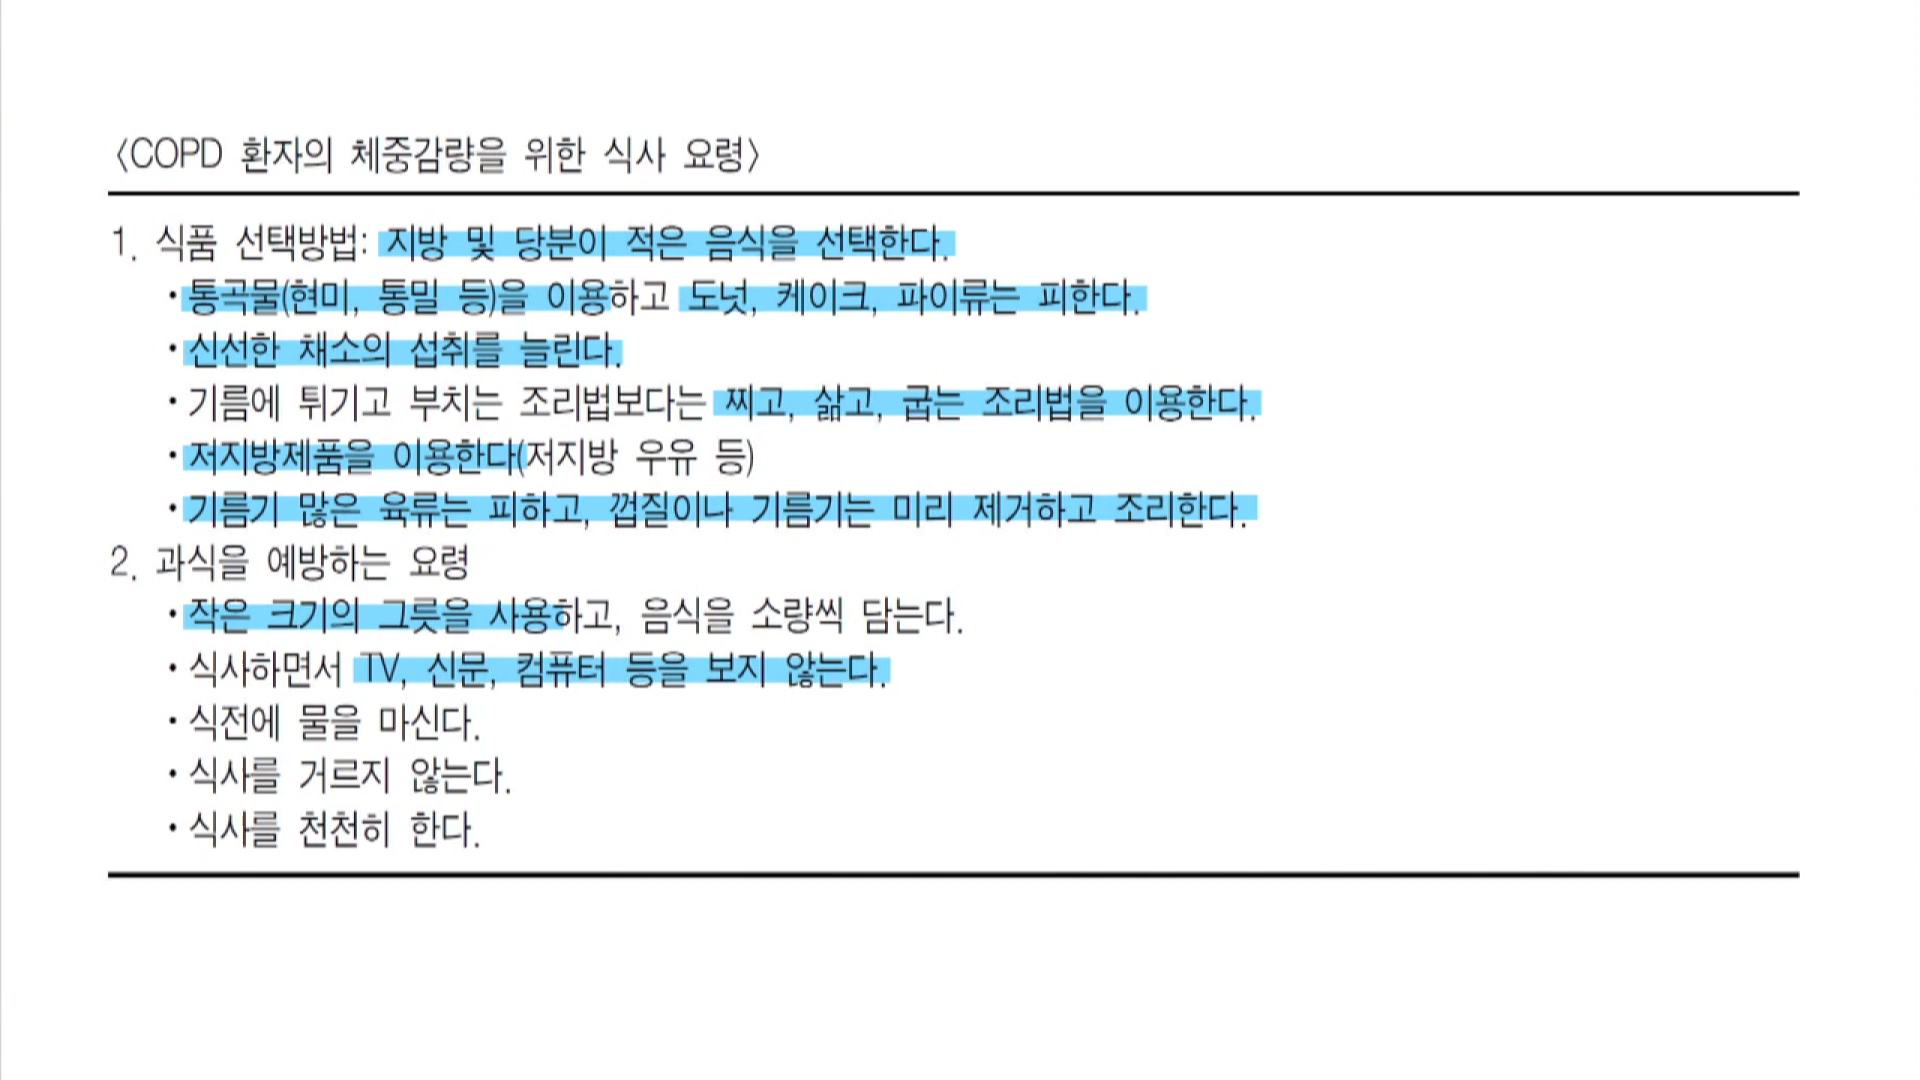 〈COPD 환자의 체중감량을 위한 식사 요령〉
1. 식품 선택방법: 지방 및 당분이 적은 음식을 선택한다.
• 통곡물(현미, 통밀 등)을 이용하고 도넛, 케이크, 파이류는 피한다.
• 신선한 채소의 섭취를 늘린다.
• 기름에 튀기고 부치는 조리법보다는 찌고, 삶고, 굽는 조리법을 이용한다.
• 저지방제품을 이용한다(저지방 우유 등)
• 기름기 많은 육류는 피하고, 껍질이나 기름기는 미리 제거하고 조리한다.
2. 과식을 예방하는 요령
• 작은 크기의 그릇을 사용하고, 음식을 소량씩 담는다.
• 식사하면서 TV, 신문, 컴퓨터 등을 보지 않는다.
• 식전에 물을 마신다.
• 식사를 거르지 않는다.
• 식사를 천천히 한다.